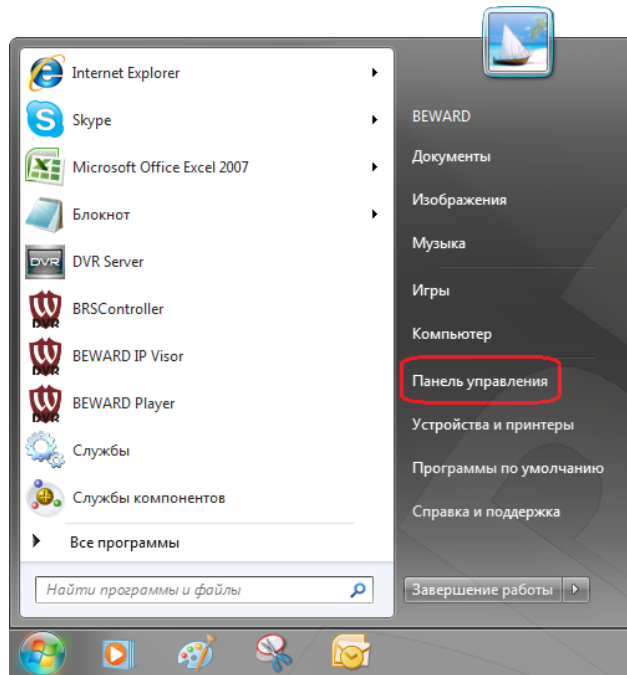 Internet Explorer
Skype
Microsoft Office Excel 2007
Блокнот
DVR Server
BRSController
BEWARD IP Visor
BEWARD Player
Службы
Службы компонентов
Все программы
Найти программы и файлы
BEWARD
Документы
Изображения
Музыка
Игры
Компьютер
Панель управления
Устройства и принтеры
Программы по умолчанию
Справка и поддержка
Завершение работы